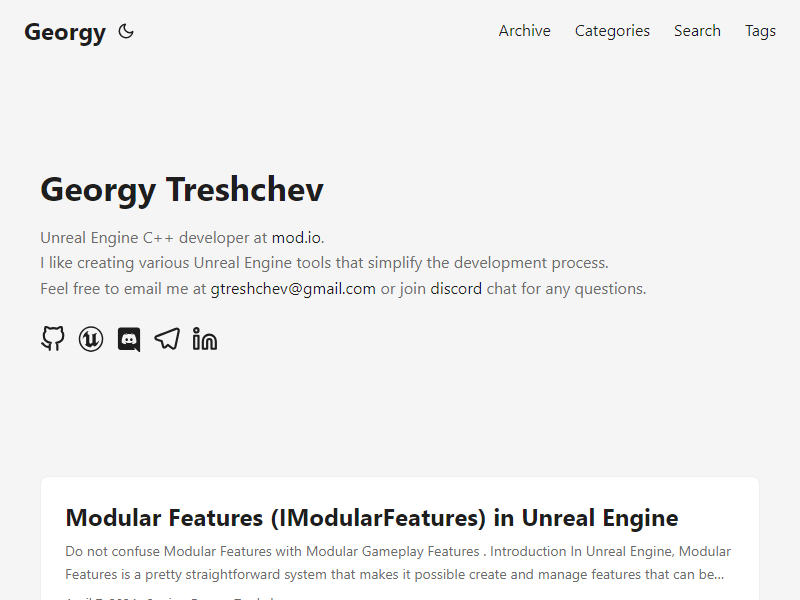 Georgy
Archive
Categories
Search
Tags
Georgy Treshchev
Unreal Engine C++ developer at mod.io.
I like creating various Unreal Engine tools that simplify the development process.
Feel free to email me at gtreshchev@gmail.com or join discord chat for any questions.
Modular Features (IModularFeatures) in Unreal Engine
Do not confuse Modular Features with Modular Gameplay Features . Introduction In Unreal Engine, Modular
Features is a pretty straightforward system that makes it possible create and manage features that can be...